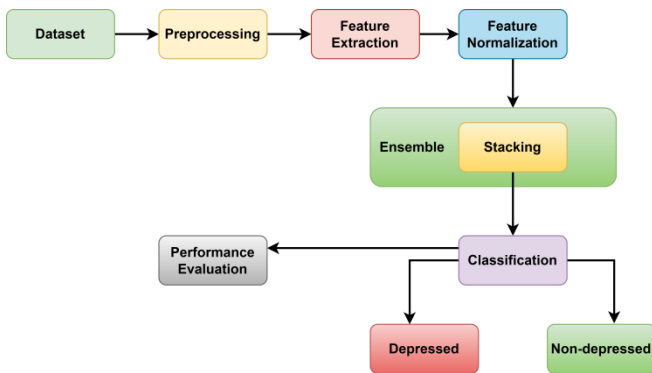 Dataset
Preprocessing
Feature
Extraction
Feature
Normalization
Ensemble
Stacking
Performance
Evaluation
Classification
Depressed
Non-depressed